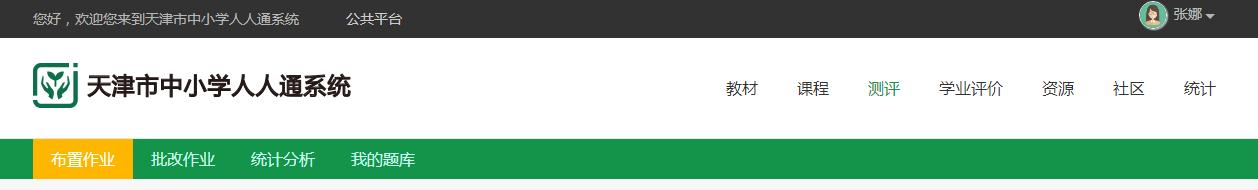 您好，欢迎您来到天津市中小学人人通系统 公共平台 张娜
天津市中小学人人通系统 教材 课程 测评 学业评价 资源 社区 统计
布置作业 批改作业 统计分析 我的题库